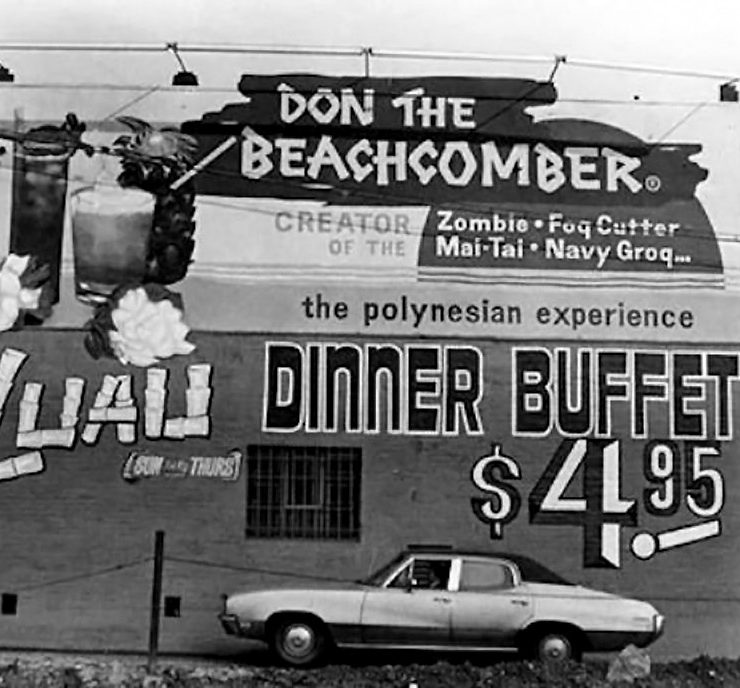 DON THE
BEACHCOMBER®
CREATOR
OF THE
Zombie • Fog Cutter
Mai-Tai • Navy Grog...
the polynesian experience
LUAU
DINNER BUFFET
SUN THURS
$4.95